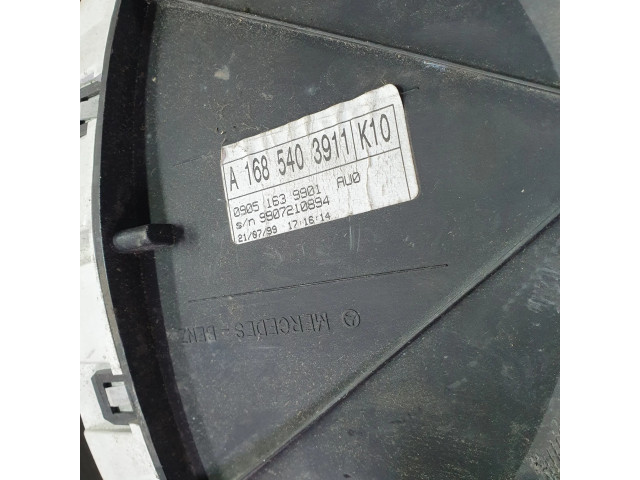 A 168 540 3911 K10
0905 163 9901 AU0
s/n 9907210894
21/07/99 17:16:14
MERCEDES-BENZ